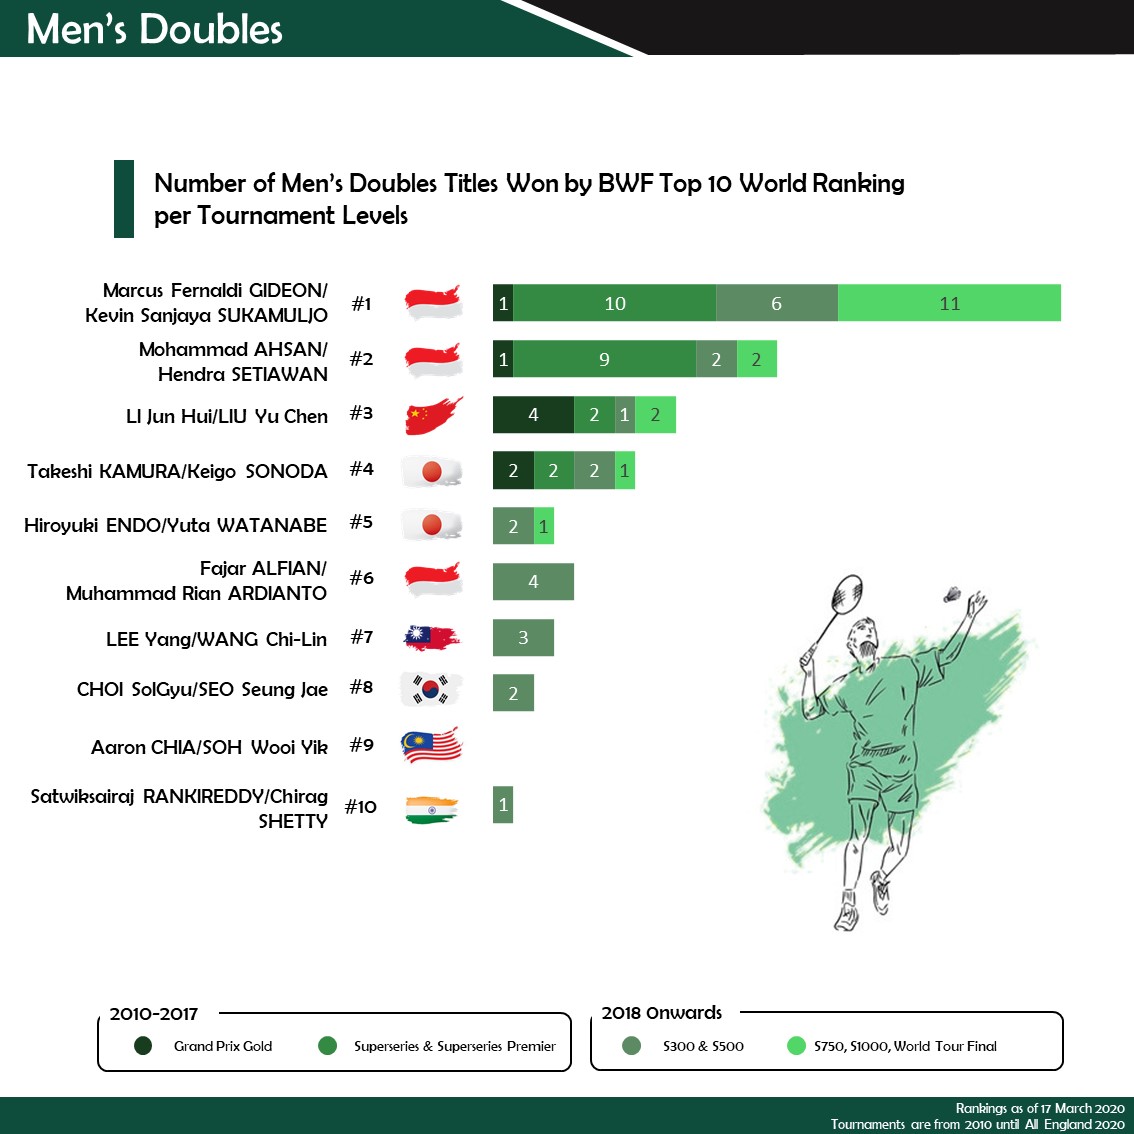 Men's Doubles
Number of Men's Doubles Titles Won by BWF Top 10 World Ranking
per Tournament Levels
Marcus Fernaldi GIDEON/
Kevin Sanjaya SUKAMULJO
#1
1
10
6
11
Mohammad AHSAN/
Hendra SETIAWAN
#2
1
9
2
2
LI Jun Hui/LIU Yu Chen
#3
4
2
1
2
Takeshi KAMURA/Keigo SONODA
#4
2
2
2
1
Hiroyuki ENDO/Yuta WATANABE
#5
2
1
Fajar ALFIAN/
Muhammad Rian ARDIANTO
#6
4
LEE Yang/WANG Chi-Lin
#7
3
CHOI SolGyu/SEO Seung Jae
#8
2
Aaron CHIA/SOH Wooi Yik
#9
Satwiksairaj RANKIREDDY/Chirag
SHETTY
#10
1
2010-2017
Grand Prix Gold
Superseries & Superseries Premier
2018 Onwards
S300 & S500
S750, S1000, World Tour Final
Rankings as of 17 March 2020
Tournaments are from 2010 until All England 2020